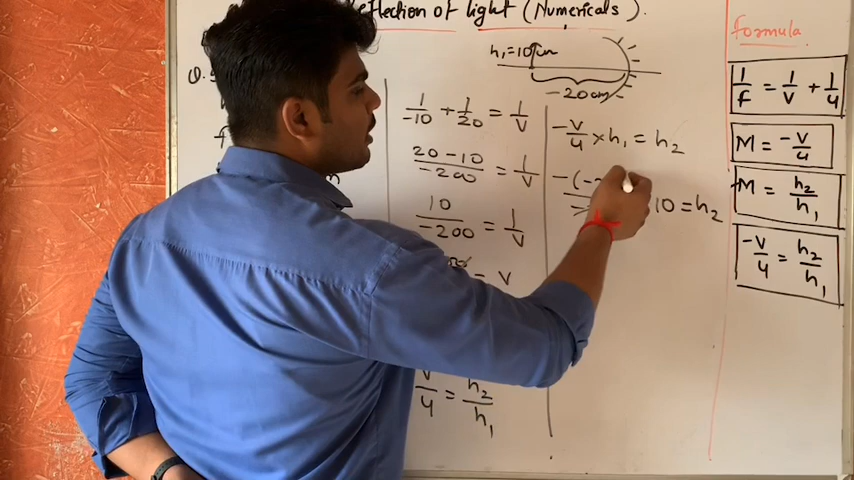 Reflection of light (Numericals).
Q.
f
h₁=10cm
-20cm
1/-10 + 1/20 = 1/V
20-10/-200 = 1/V
10/-200 = 1/V
= V
V/u = h₂/h₁
-V/u × h₁ = h₂
-(-
10 = h₂
Formula
1/f = 1/V + 1/u
M = -V/u
M = h₂/h₁
-V/u = h₂/h₁